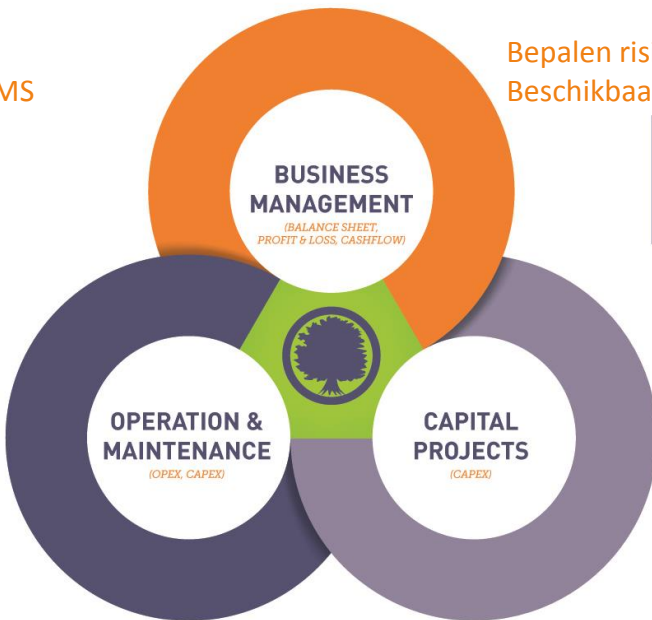 MS
Bepalen ris
Beschikbaa
BUSINESS
MANAGEMENT
(BALANCE SHEET,
PROFIT & LOSS, CASHFLOW)
OPERATION &
MAINTENANCE
(OPEX, CAPEX)
CAPITAL
PROJECTS
(CAPEX)